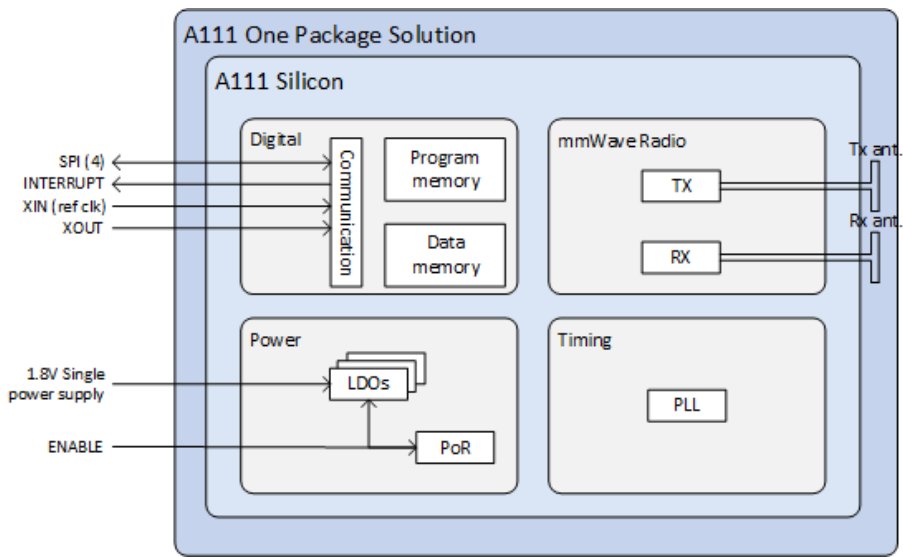 A111 One Package Solution
A111 Silicon
Digital
Communication
Program
memory
Data
memory
mmWave Radio
TX
RX
Tx ant.
Rx ant.
SPI (4)
INTERRUPT
XIN (ref clk)
XOUT
Power
LDOs
PoR
1.8V Single
power supply
ENABLE
Timing
PLL